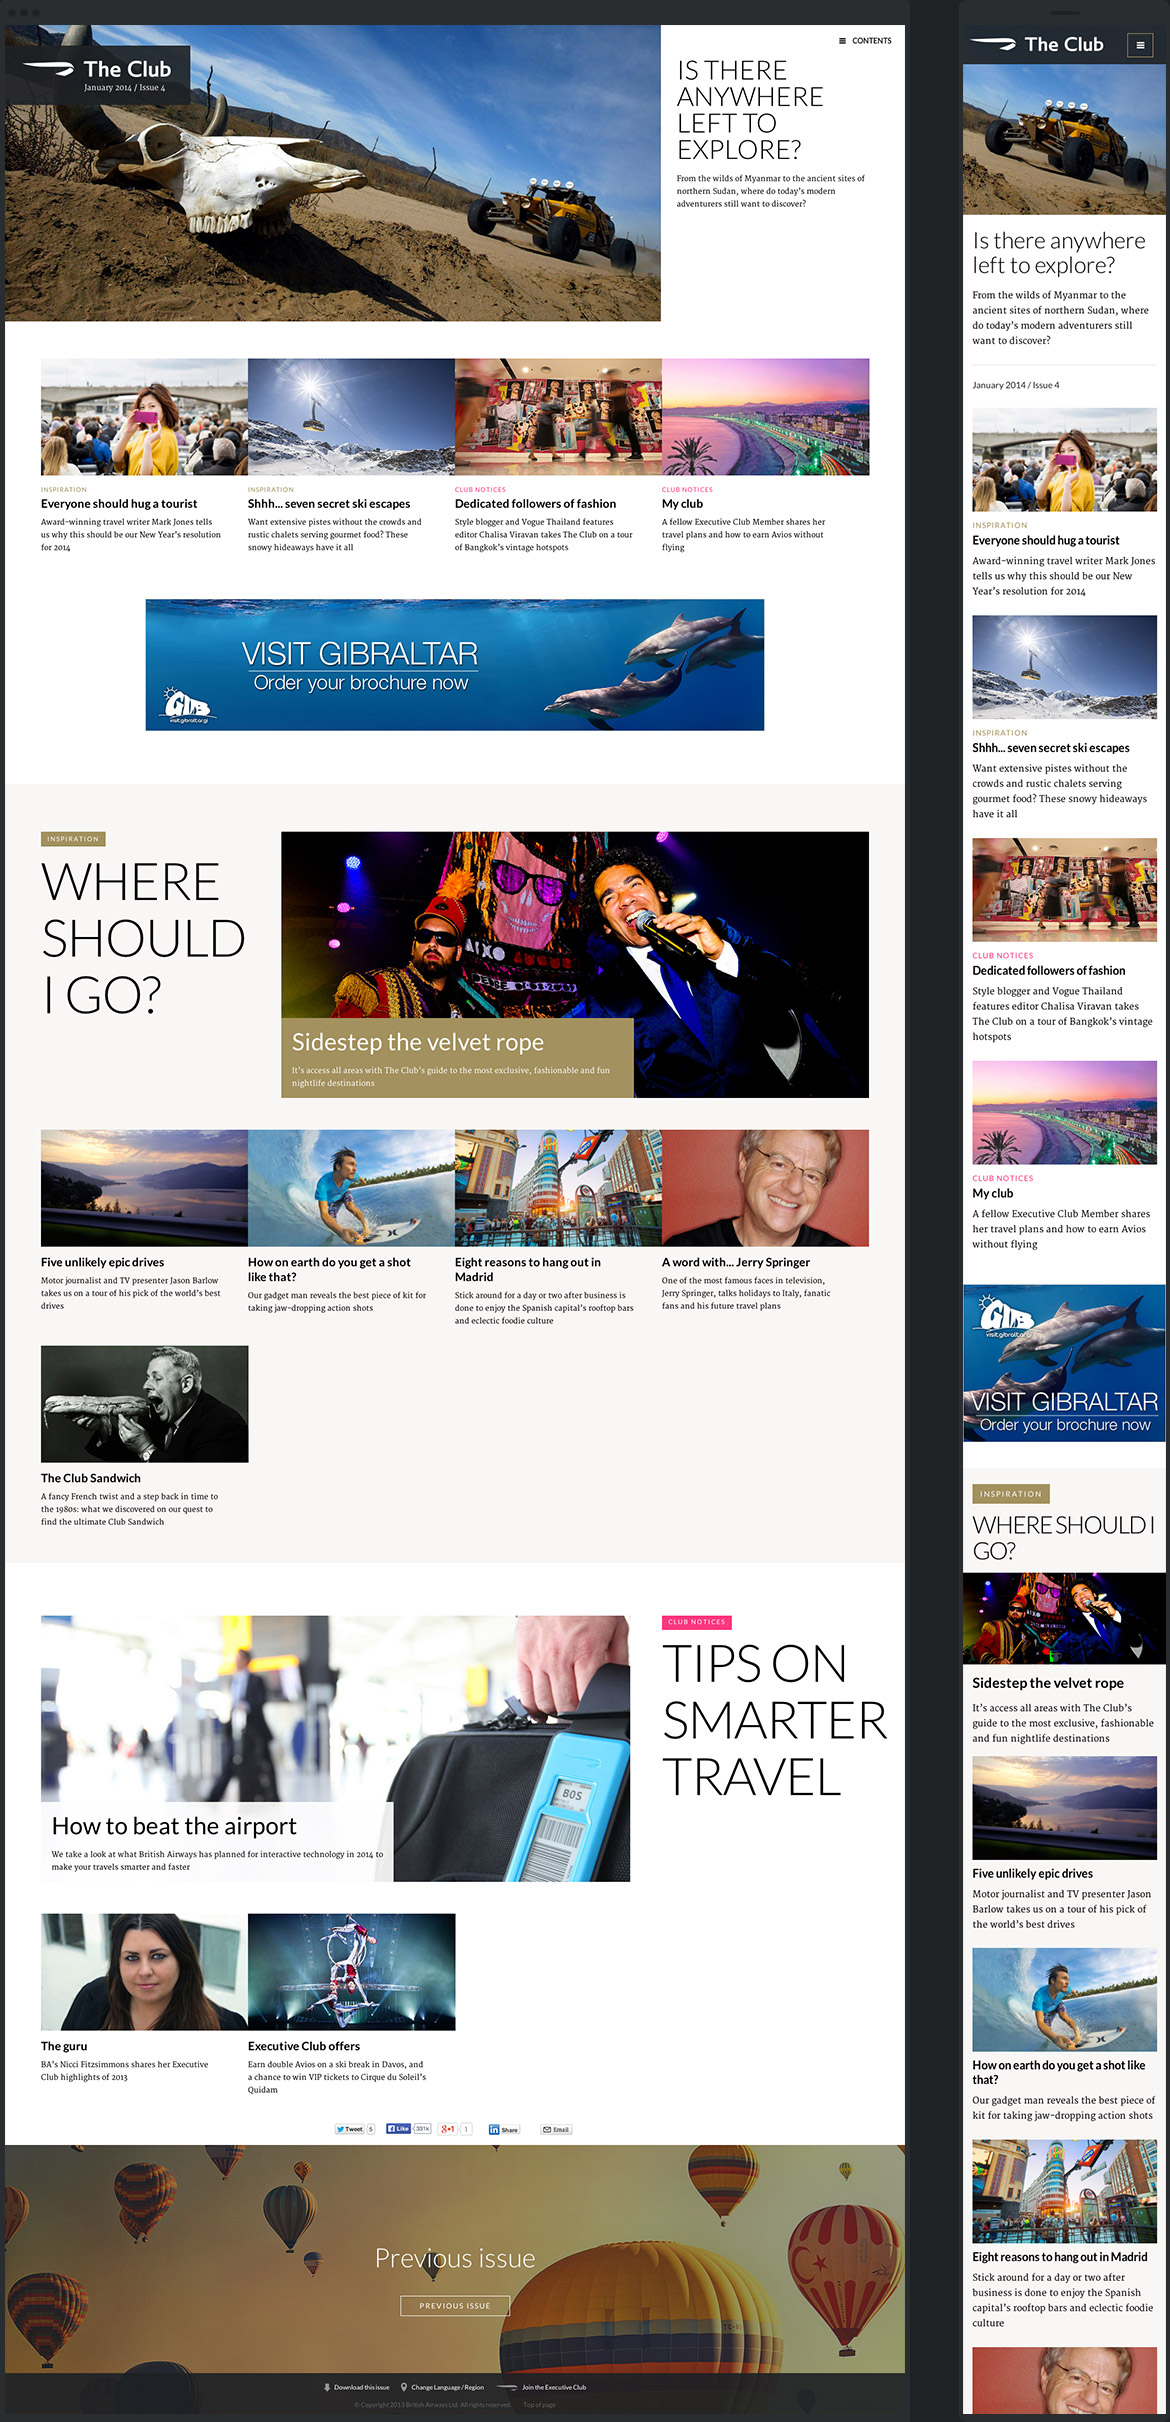 The Club
January 2014 / Issue 4
CONTENTS
IS THERE
ANYWHERE
LEFT TO
EXPLORE?
From the wilds of Myanmar to the ancient sites of
northern Sudan, where do today's modern
adventurers still want to discover?
INSPIRATION
Everyone should hug a tourist
Award-winning travel writer Mark Jones tells
us why this should be our New Year's resolution
for 2014
INSPIRATION
Shhh... seven secret ski escapes
Want extensive pistes without the crowds and
rustic chalets serving gourmet food? These
snowy hideaways have it all
CLUB NOTICES
Dedicated followers of fashion
Style blogger and Vogue Thailand features
editor Chalisa Viravan takes The Club on a tour
of Bangkok's vintage hotspots
CLUB NOTICES
My club
A fellow Executive Club Member shares her
travel plans and how to earn Avios without
flying
VISIT GIBRALTAR
Order your brochure now
GIB
visitgibraltar.gi
INSPIRATION
WHERE
SHOULD
I GO?
Sidestep the velvet rope
It's access all areas with The Club's guide to the most exclusive, fashionable and fun
nightlife destinations
Five unlikely epic drives
Motor journalist and TV presenter Jason Barlow
takes us on a tour of his pick of the world's best
drives
How on earth do you get a shot
like that?
Our gadget man reveals the best piece of kit for
taking jaw-dropping action shots
Eight reasons to hang out in
Madrid
Stick around for a day or two after business is
done to enjoy the Spanish capital's rooftop bars
and eclectic foodie culture
A word with... Jerry Springer
One of the most famous faces in television,
Jerry Springer, talks holidays to Italy, fanatic
fans and his future travel plans
The Club Sandwich
A fancy French twist and a step back in time to
the 1980s: what we discovered on our quest to
find the ultimate Club Sandwich
BOS
How to beat the airport
We take a look at what British Airways has planned for interactive technology in 2014 to
make your travels smarter and faster
CLUB NOTICES
TIPS ON
SMARTER
TRAVEL
The guru
BA's Nicci Fitzsimmons shares her Executive
Club highlights of 2013
Executive Club offers
Earn double Avios on a ski break in Davos, and
a chance to win VIP tickets to Cirque du Soleil's
Quidam
Tweet 5
Like 331k
+1 1
in Share
Email
Previous issue
PREVIOUS ISSUE
Download this issue
Change Language / Region
Join the Executive Club
© Copyright 2013 British Airways Ltd. All rights reserved.
Top of page
The Club
Is there anywhere
left to explore?
From the wilds of Myanmar to the
ancient sites of northern Sudan, where
do today's modern adventurers still
want to discover?
January 2014 / Issue 4
INSPIRATION
Everyone should hug a tourist
Award-winning travel writer Mark Jones
tells us why this should be our New
Year's resolution for 2014
INSPIRATION
Shhh... seven secret ski escapes
Want extensive pistes without the
crowds and rustic chalets serving
gourmet food? These snowy hideaways
have it all
CLUB NOTICES
Dedicated followers of fashion
Style blogger and Vogue Thailand
features editor Chalisa Viravan takes
The Club on a tour of Bangkok's vintage
hotspots
CLUB NOTICES
My club
A fellow Executive Club Member shares
her travel plans and how to earn Avios
without flying
GIB
visitgibraltar.gi
VISIT GIBRALTAR
Order your brochure now
INSPIRATION
WHERE SHOULD I
GO?
Sidestep the velvet rope
It's access all areas with The Club's
guide to the most exclusive, fashionable
and fun nightlife destinations
Five unlikely epic drives
Motor journalist and TV presenter Jason
Barlow takes us on a tour of his pick of
the world's best drives
How on earth do you get a shot like
that?
Our gadget man reveals the best piece of
kit for taking jaw-dropping action shots
Eight reasons to hang out in Madrid
Stick around for a day or two after
business is done to enjoy the Spanish
capital's rooftop bars and eclectic foodie
culture